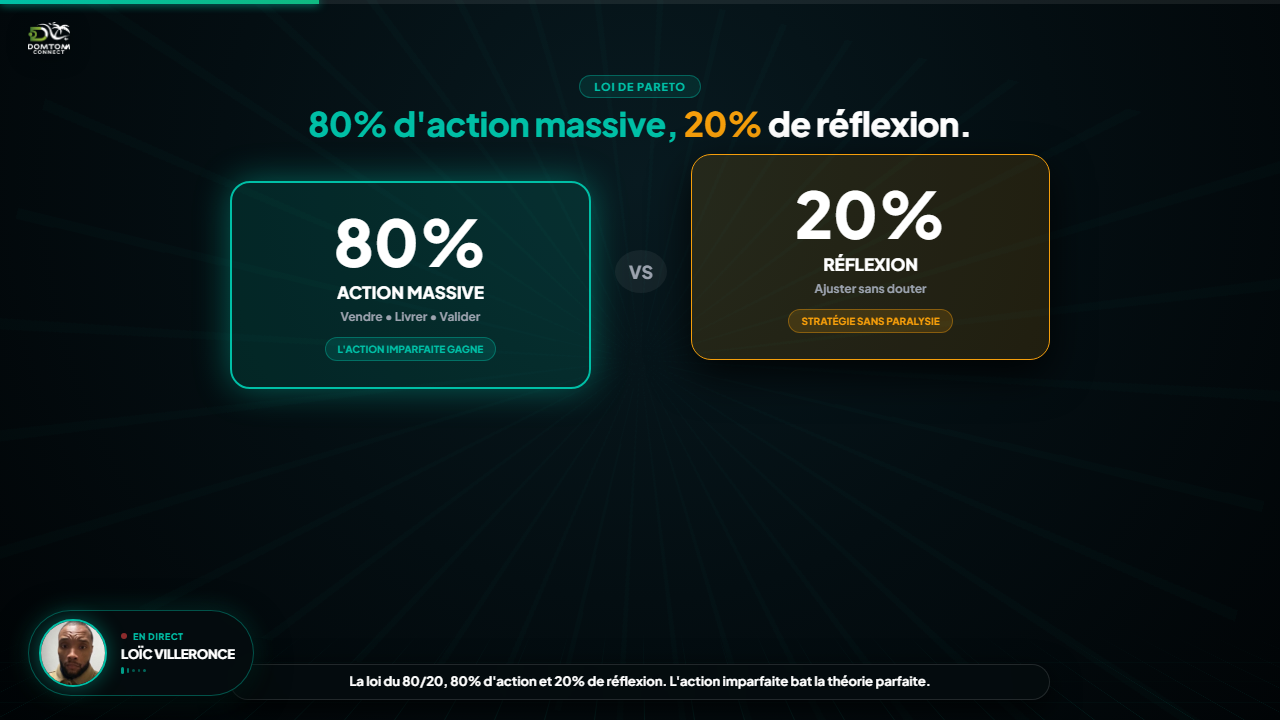 DOMTOM
CONNECT
LOI DE PARETO
80% d'action massive, 20% de réflexion.
80%
ACTION MASSIVE
Vendre • Livrer • Valider
L'ACTION IMPARFAITE GAGNE
VS
20%
RÉFLEXION
Ajuster sans douter
STRATÉGIE SANS PARALYSIE
EN DIRECT
LOÏC VILLERONCE
La loi du 80/20, 80% d'action et 20% de réflexion. L'action imparfaite bat la théorie parfaite.